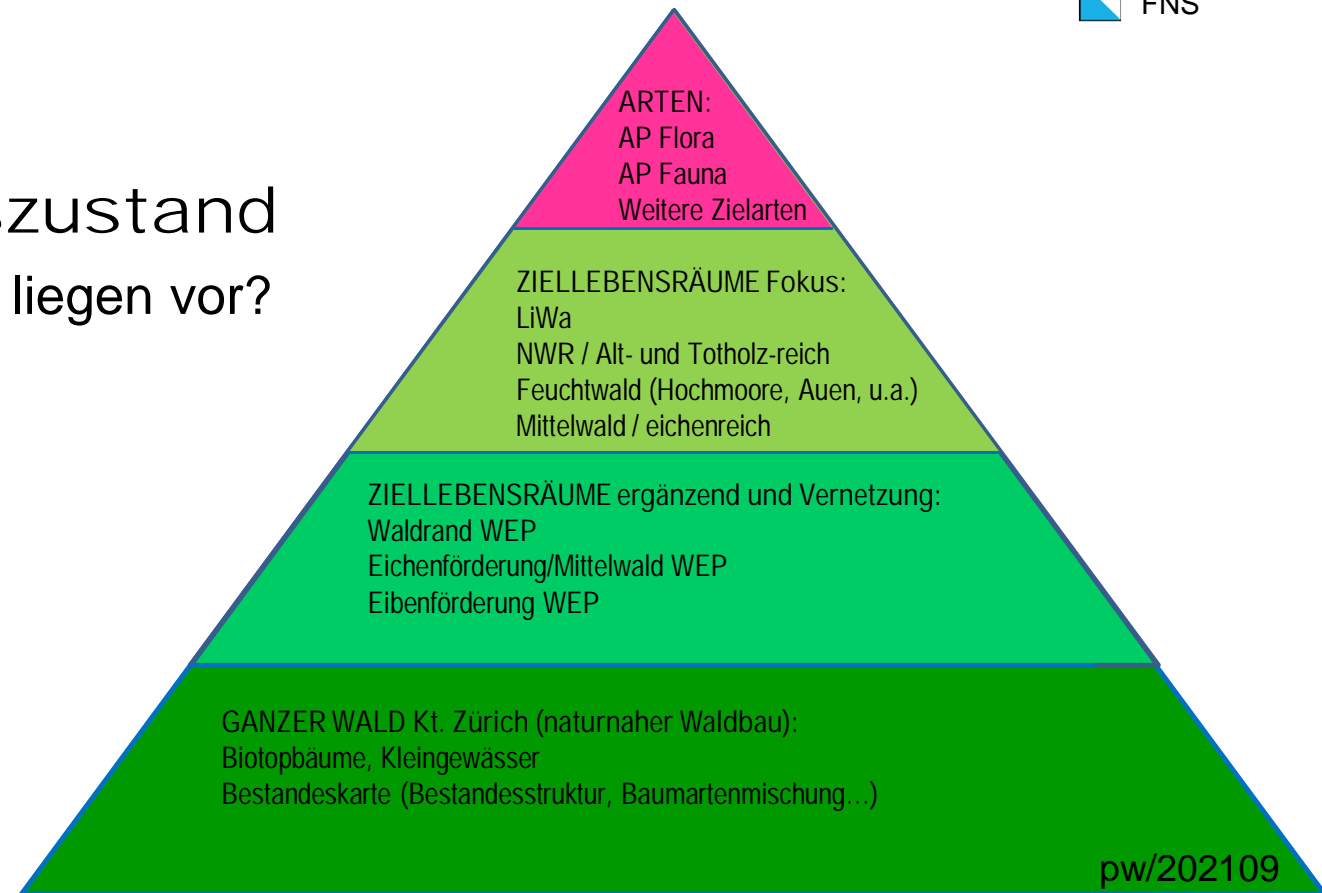 FNS
szustand
liegen vor?
ARTEN:
AP Flora
AP Fauna
Weitere Zielarten
ZIELLEBENSRÄUME Fokus:
LiWa
NWR / Alt- und Totholz-reich
Feuchtwald (Hochmoore, Auen, u.a.)
Mittelwald / eichenreich
ZIELLEBENSRÄUME ergänzend und Vernetzung:
Waldrand WEP
Eichenförderung/Mittelwald WEP
Eibenförderung WEP
GANZER WALD Kt. Zürich (naturnaher Waldbau):
Biotopbäume, Kleingewässer
Bestandeskarte (Bestandesstruktur, Baumartenmischung…)
pw/202109